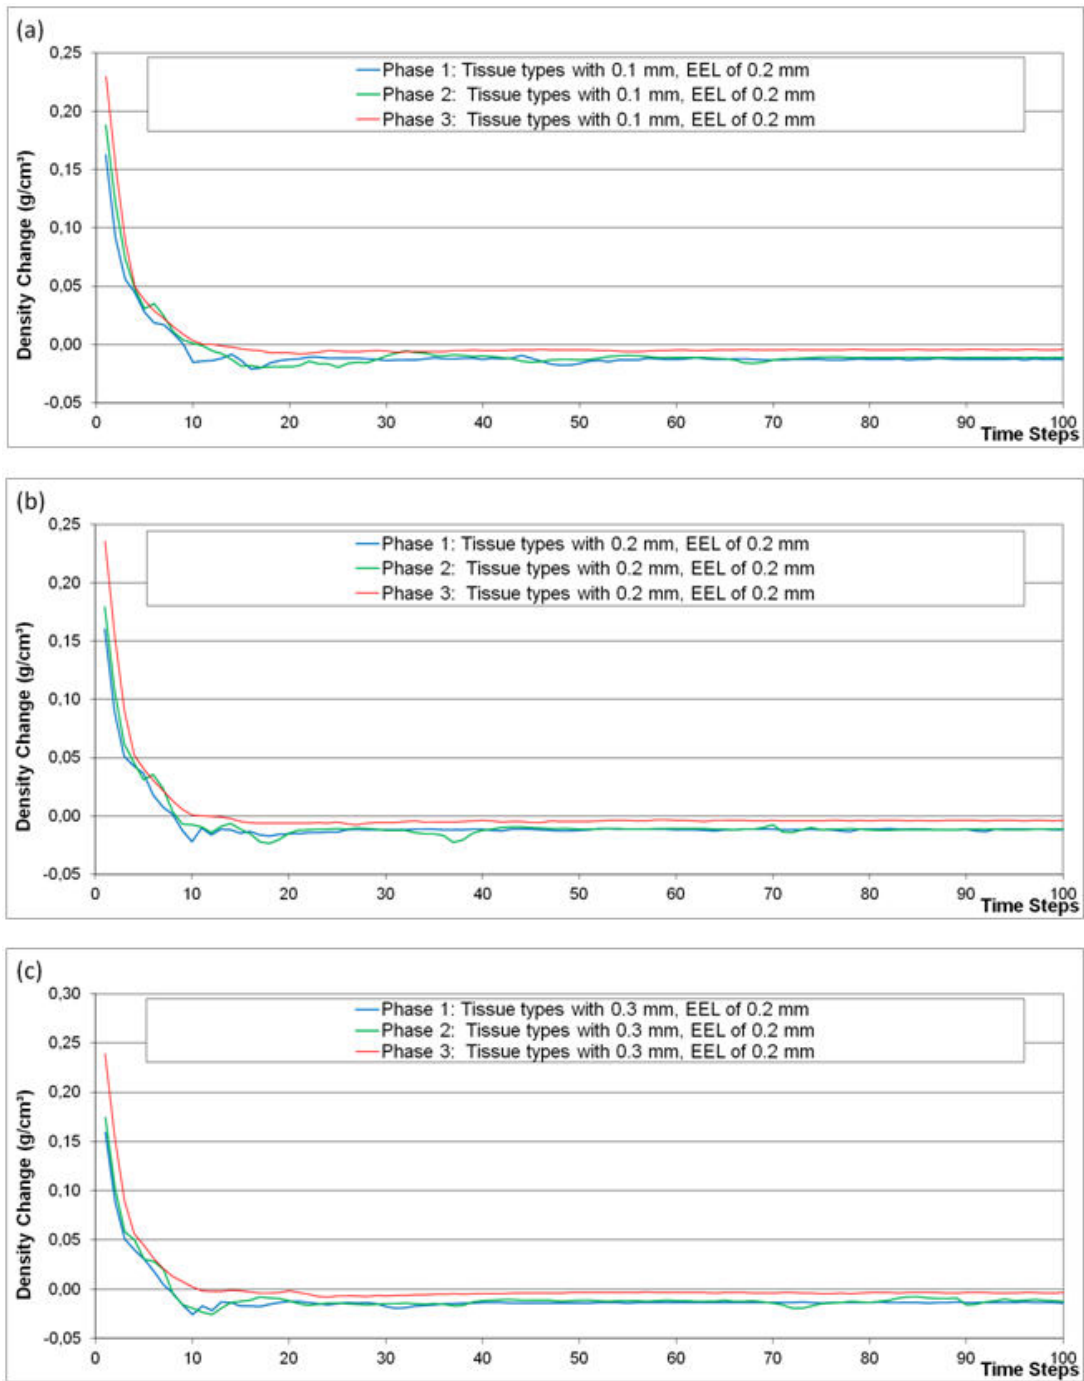 (a)
Phase 1: Tissue types with 0.1 mm, EEL of 0.2 mm
Phase 2: Tissue types with 0.1 mm, EEL of 0.2 mm
Phase 3: Tissue types with 0.1 mm, EEL of 0.2 mm
Density Change (g/cm³)
0,25
0,20
0,15
0,10
0,05
0,00
-0,05
0 10 20 30 40 50 60 70 80 90 100
Time Steps
(b)
Phase 1: Tissue types with 0.2 mm, EEL of 0.2 mm
Phase 2: Tissue types with 0.2 mm, EEL of 0.2 mm
Phase 3: Tissue types with 0.2 mm, EEL of 0.2 mm
Density Change (g/cm³)
0,25
0,20
0,15
0,10
0,05
0,00
-0,05
0 10 20 30 40 50 60 70 80 90 100
Time Steps
(c)
Phase 1: Tissue types with 0.3 mm, EEL of 0.2 mm
Phase 2: Tissue types with 0.3 mm, EEL of 0.2 mm
Phase 3: Tissue types with 0.3 mm, EEL of 0.2 mm
Density Change (g/cm³)
0,30
0,25
0,20
0,15
0,10
0,05
0,00
-0,05
0 10 20 30 40 50 60 70 80 90 100
Time Steps